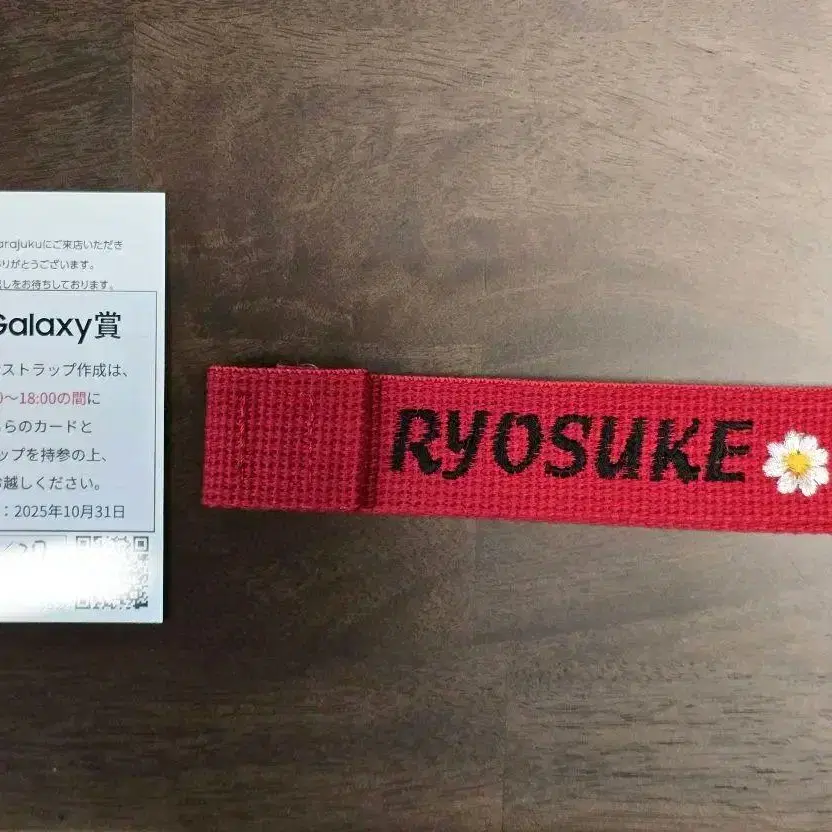 arajukuにご来店いただき
りがとうございます。
しをお待ちしております。
Galaxy賞
ストラップ作成は、
0～18:00の間に
らのカードと
ップを持参の上、
お越しください。
：2025年10月31日
RYOSUKE